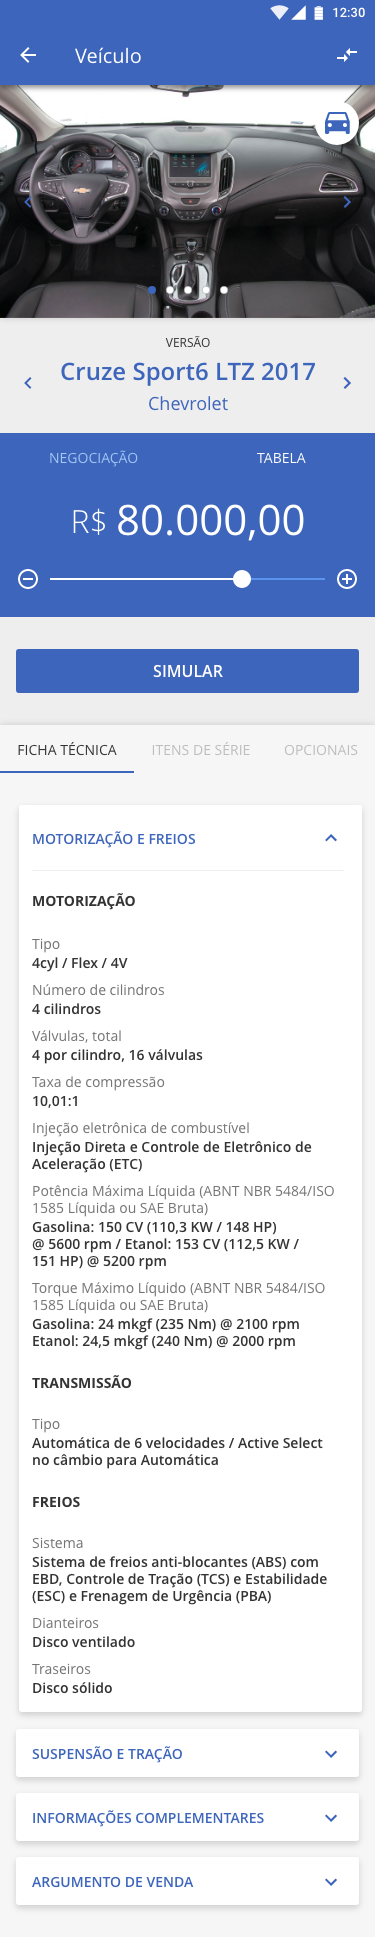 12:30
Veículo
VERSÃO
Cruze Sport6 LTZ 2017
Chevrolet
NEGOCIAÇÃO
TABELA
R$ 80.000,00
SIMULAR
FICHA TÉCNICA
ITENS DE SÉRIE
OPCIONAIS
MOTORIZAÇÃO E FREIOS
MOTORIZAÇÃO
Tipo
4cyl / Flex / 4V
Número de cilindros
4 cilindros
Válvulas, total
4 por cilindro, 16 válvulas
Taxa de compressão
10,01:1
Injeção eletrônica de combustível
Injeção Direta e Controle de Eletrônico de
Aceleração (ETC)
Potência Máxima Líquida (ABNT NBR 5484/ISO
1585 Líquida ou SAE Bruta)
Gasolina: 150 CV (110,3 KW / 148 HP)
@ 5600 rpm / Etanol: 153 CV (112,5 KW /
151 HP) @ 5200 rpm
Torque Máximo Líquido (ABNT NBR 5484/ISO
1585 Líquida ou SAE Bruta)
Gasolina: 24 mkgf (235 Nm) @ 2100 rpm
Etanol: 24,5 mkgf (240 Nm) @ 2000 rpm
TRANSMISSÃO
Tipo
Automática de 6 velocidades / Active Select
no câmbio para Automática
FREIOS
Sistema
Sistema de freios anti-blocantes (ABS) com
EBD, Controle de Tração (TCS) e Estabilidade
(ESC) e Frenagem de Urgência (PBA)
Dianteiros
Disco ventilado
Traseiros
Disco sólido
SUSPENSÃO E TRAÇÃO
INFORMAÇÕES COMPLEMENTARES
ARGUMENTO DE VENDA